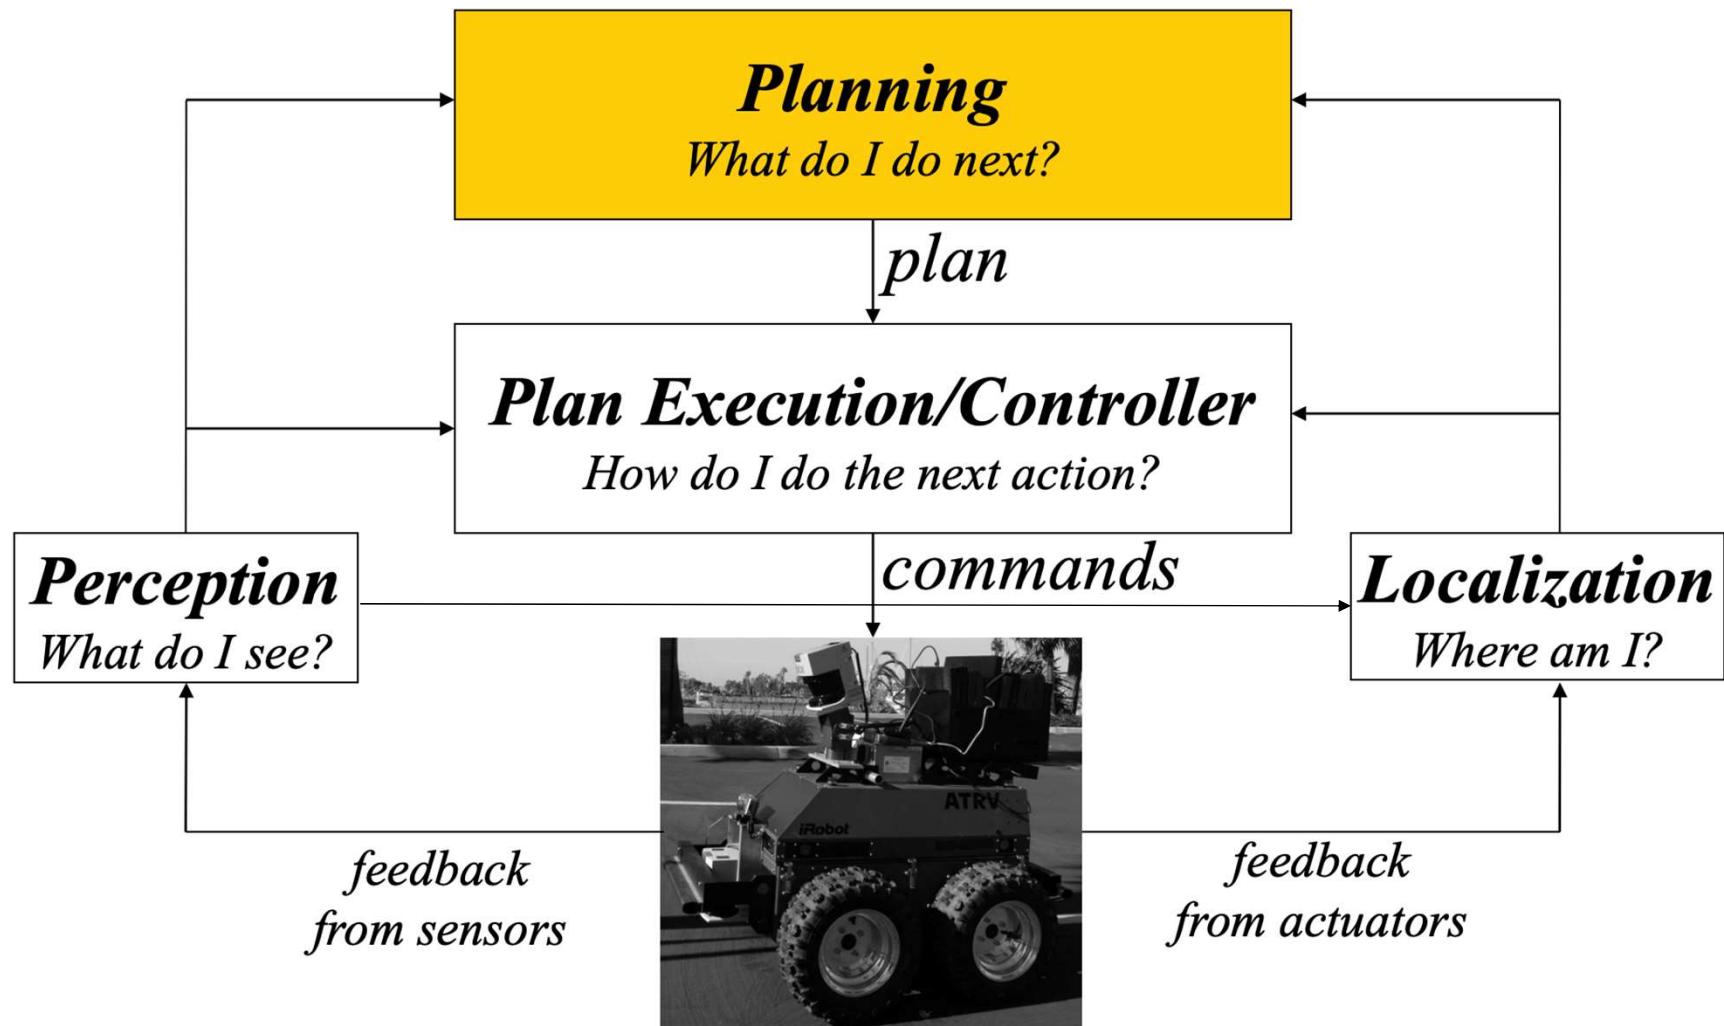 Planning
What do I do next?
plan
Plan Execution/Controller
How do I do the next action?
Perception
What do I see?
commands
Localization
Where am I?
ATRV
iRobot
feedback
from sensors
feedback
from actuators